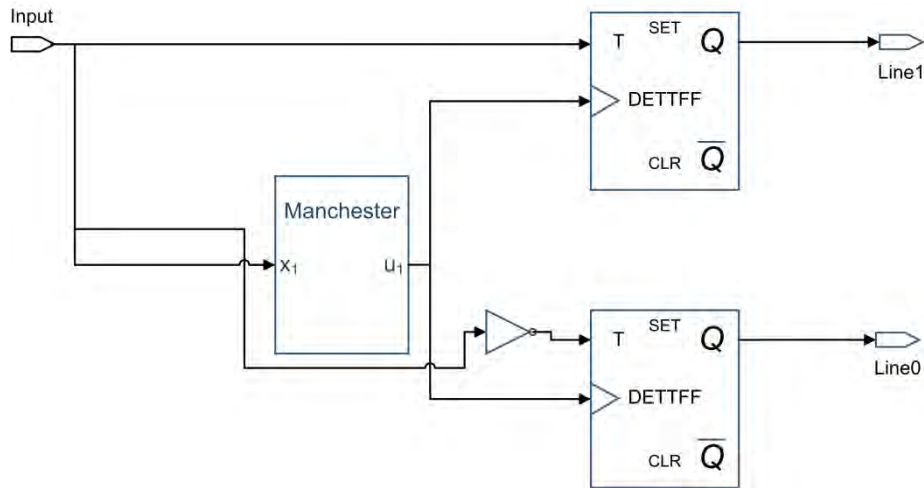 Input
T
SET
Q
Line1
DETTFF
CLR
Q̅
Manchester
x₁
u₁
T
SET
Q
Line0
DETTFF
CLR
Q̅